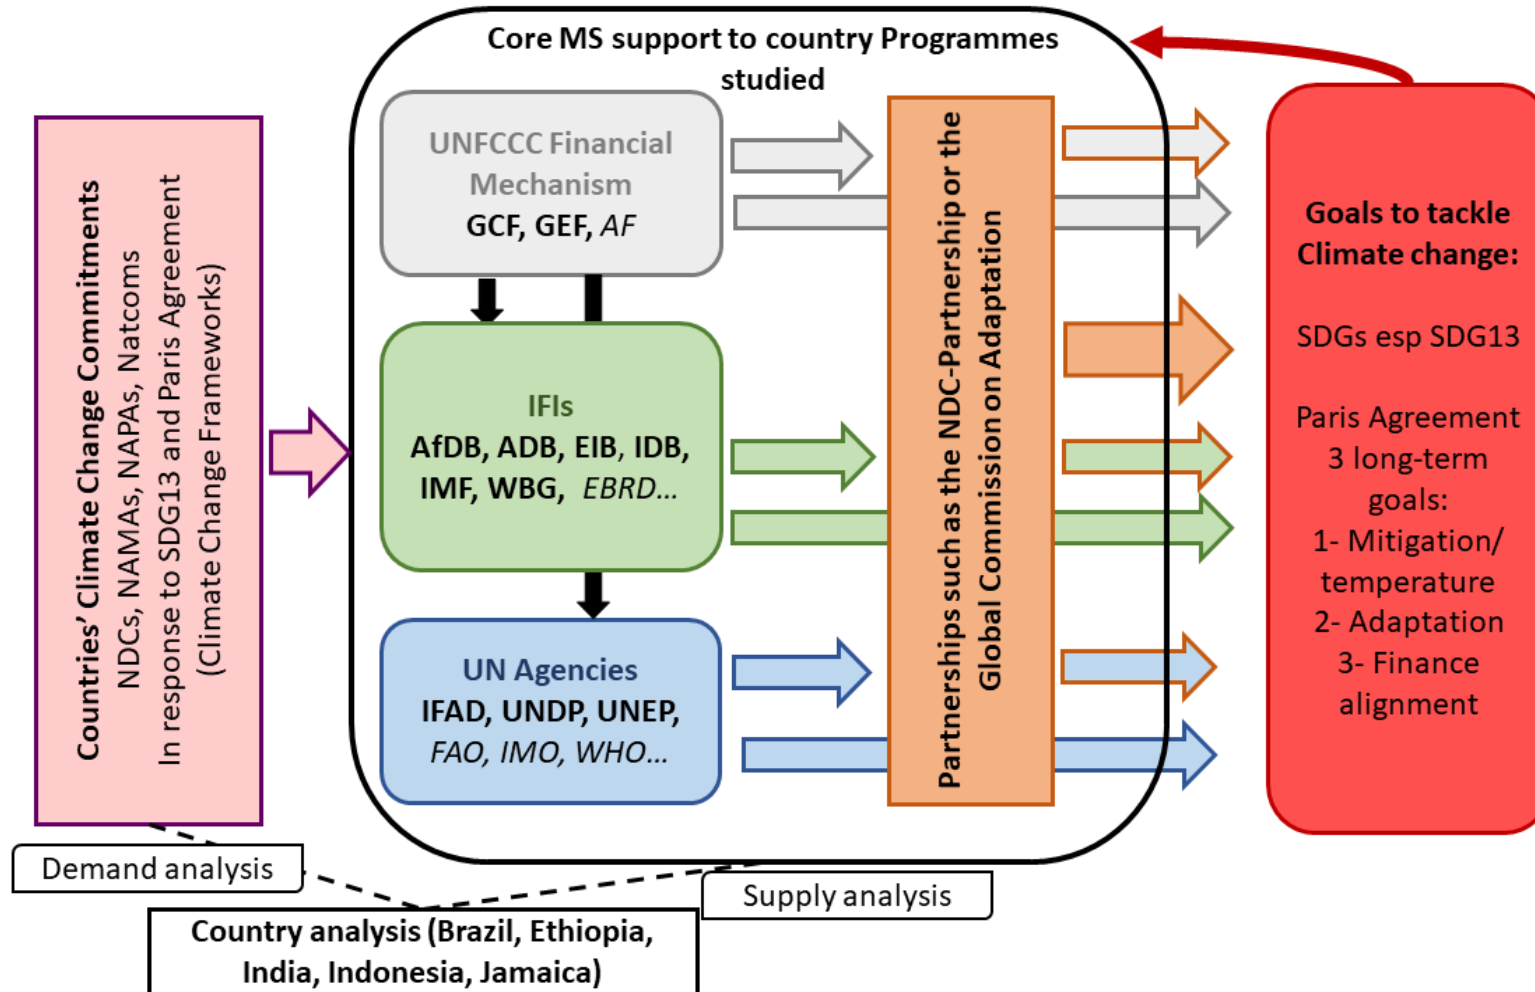 Core MS support to country Programmes
studied
Countries’ Climate Change Commitments
NDCs, NAMAs, NAPAs, Natcoms
In response to SDG13 and Paris Agreement
(Climate Change Frameworks)
UNFCCC Financial
Mechanism
GCF, GEF, AF
IFIs
AfDB, ADB, EIB, IDB,
IMF, WBG, EBRD...
UN Agencies
IFAD, UNDP, UNEP,
FAO, IMO, WHO...
Partnerships such as the NDC-Partnership or the
Global Commission on Adaptation
Goals to tackle
Climate change:
SDGs esp SDG13
Paris Agreement
3 long-term
goals:
1- Mitigation/
temperature
2- Adaptation
3- Finance
alignment
Demand analysis
Supply analysis
Country analysis (Brazil, Ethiopia,
India, Indonesia, Jamaica)